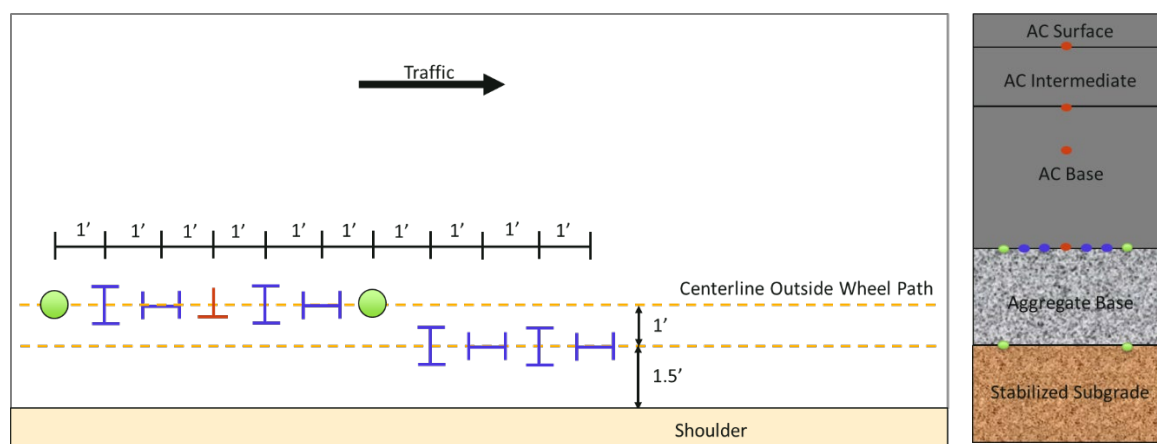 Traffic
1’
1’
1’
1’
1’
1’
1’
1’
1’
1’
Centerline Outside Wheel Path
1’
1.5’
Shoulder
AC Surface
AC Intermediate
AC Base
Aggregate Base
Stabilized Subgrade